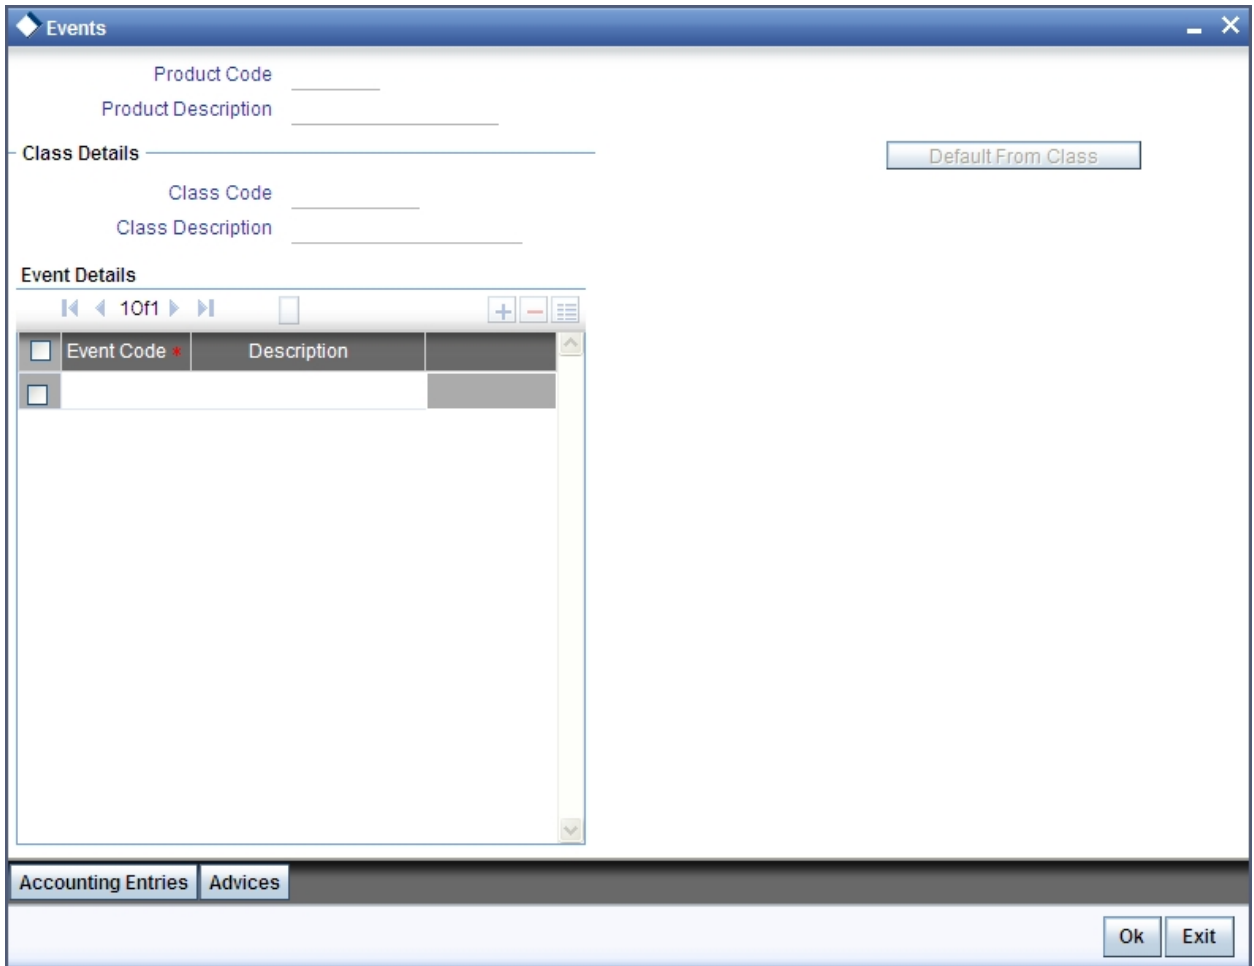 Events
Product Code
Product Description
Class Details
Default From Class
Class Code
Class Description
Event Details
1Of1
Event Code * Description
Accounting Entries Advices
Ok Exit